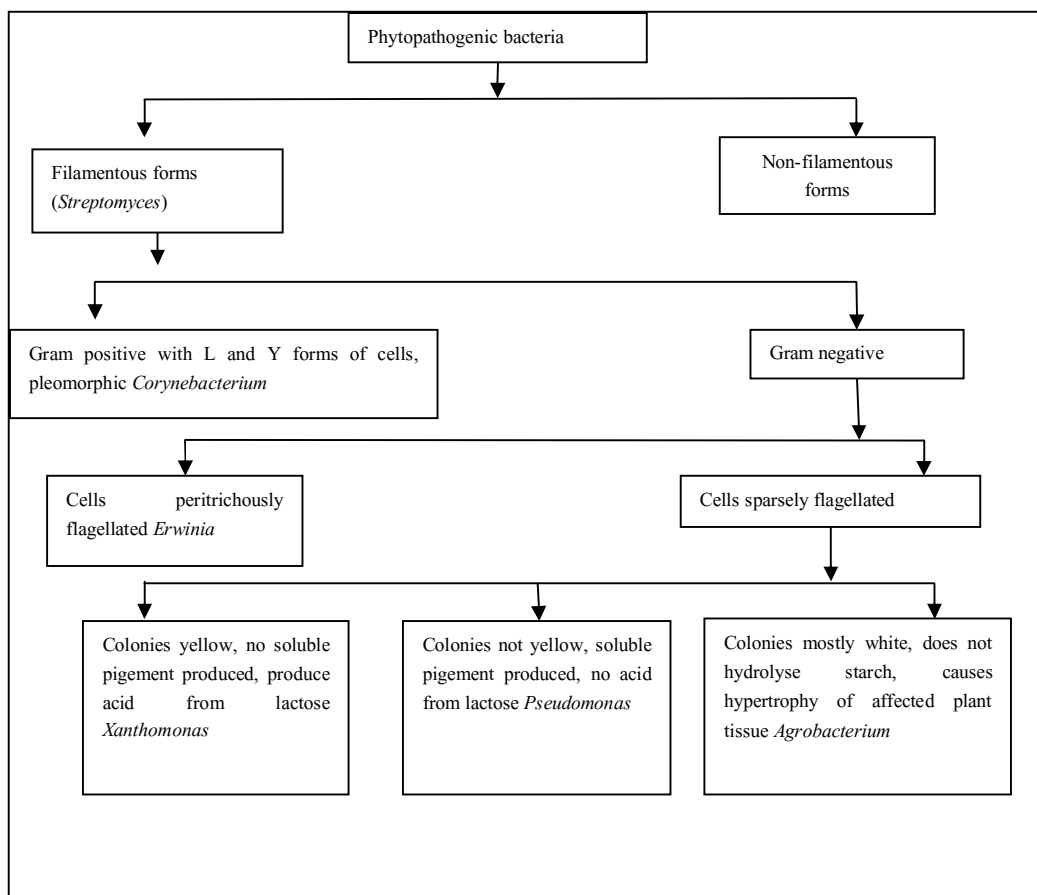 Phytopathogenic bacteria
Filamentous forms
(Streptomyces)
Non-filamentous
forms
Gram positive with L and Y forms of cells,
pleomorphic Corynebacterium
Gram negative
Cells peritrichously
flagellated Erwinia
Cells sparsely flagellated
Colonies yellow, no soluble
pigement produced, produce
acid from lactose
Xanthomonas
Colonies not yellow, soluble
pigement produced, no acid
from lactose Pseudomonas
Colonies mostly white, does not
hydrolyse starch, causes
hypertrophy of affected plant
tissue Agrobacterium